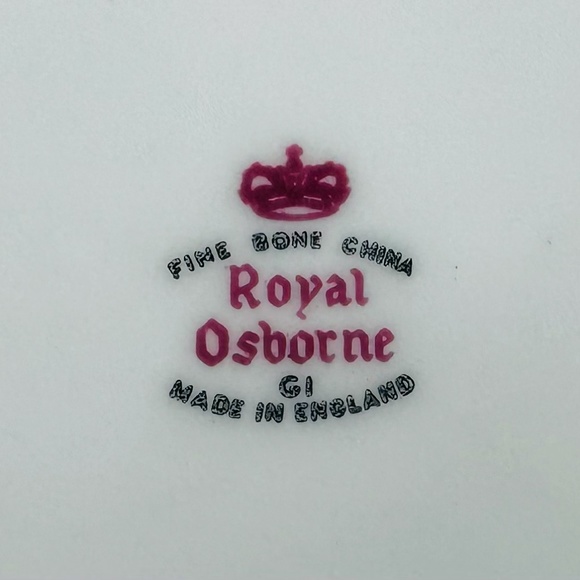 FINE BONE CHINA
Royal
Osborne
G1
MADE IN ENGLAND